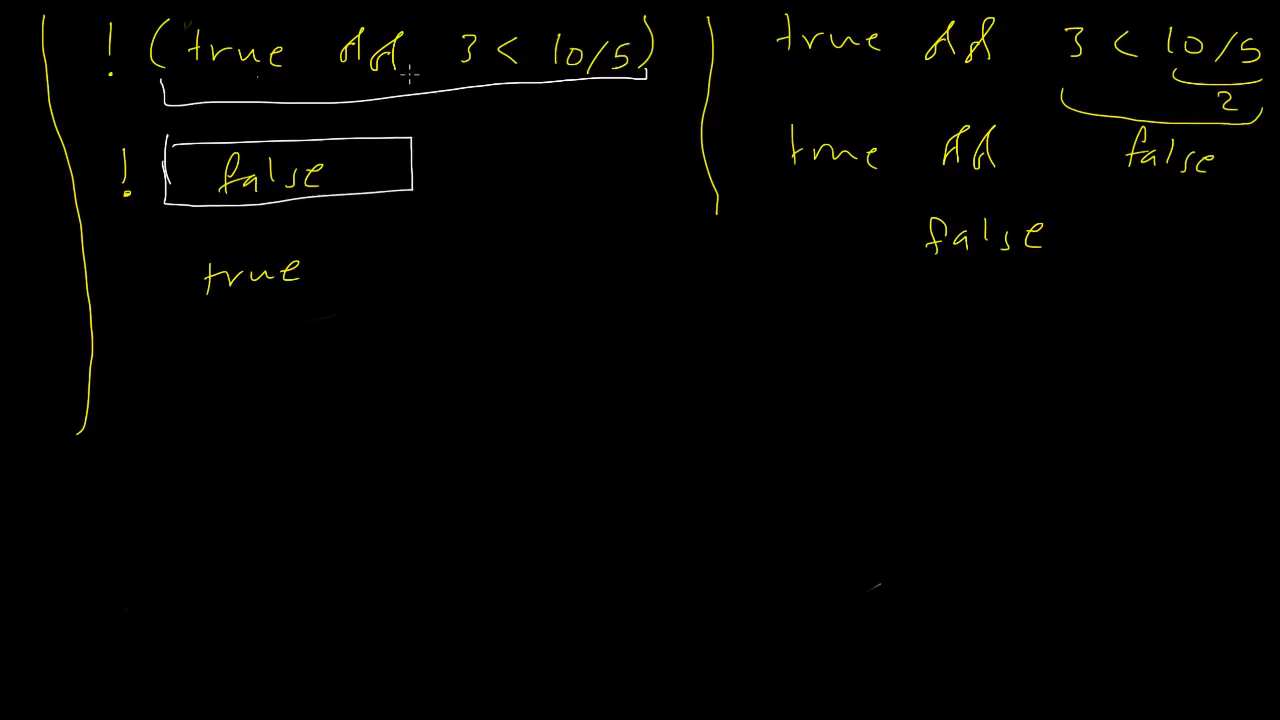 ! (true && 3 < 10/5)
! false
true
true && 3 < 10/5
2
true && false
false